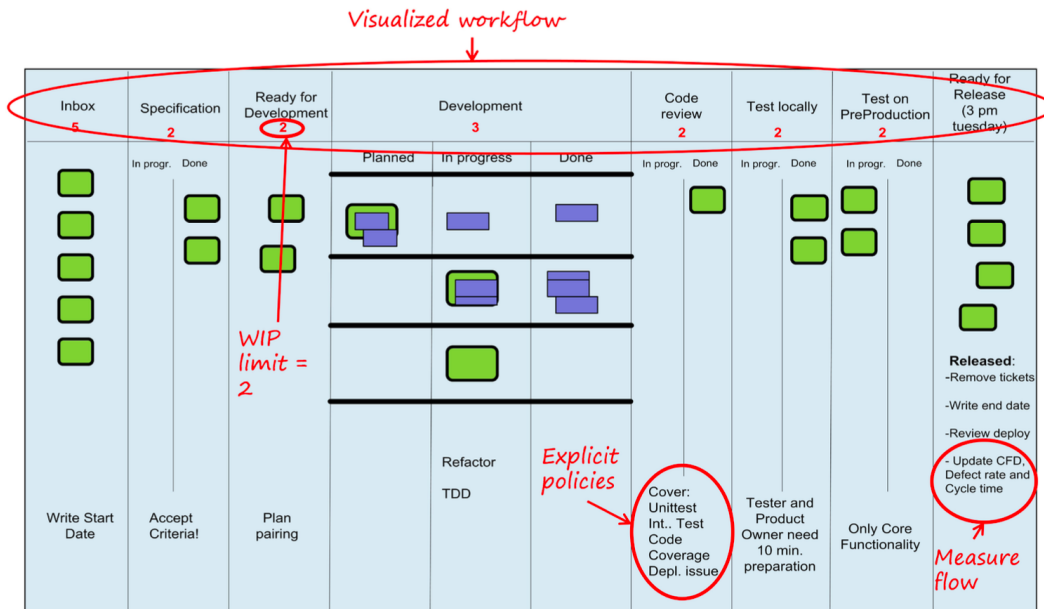 Visualized workflow
Inbox
5
Specification
2
Ready for
Development
2
Development
3
Code
review
2
Test locally
2
Test on
PreProduction
2
Ready for
Release
(3 pm
tuesday)
In progr. Done
Planned
In progress
Done
In progr. Done
In progr. Done
In progr. Done
WIP
limit =
2
Released:
-Remove tickets
-Write end date
-Review deploy
- Update CFD,
Defect rate and
Cycle time
Refactor
TDD
Explicit
policies
Write Start
Date
Accept
Criteria!
Plan
pairing
Cover:
Unittest
Int.. Test
Code
Coverage
Depl. issue
Tester and
Product
Owner need
10 min.
preparation
Only Core
Functionality
Measure
flow